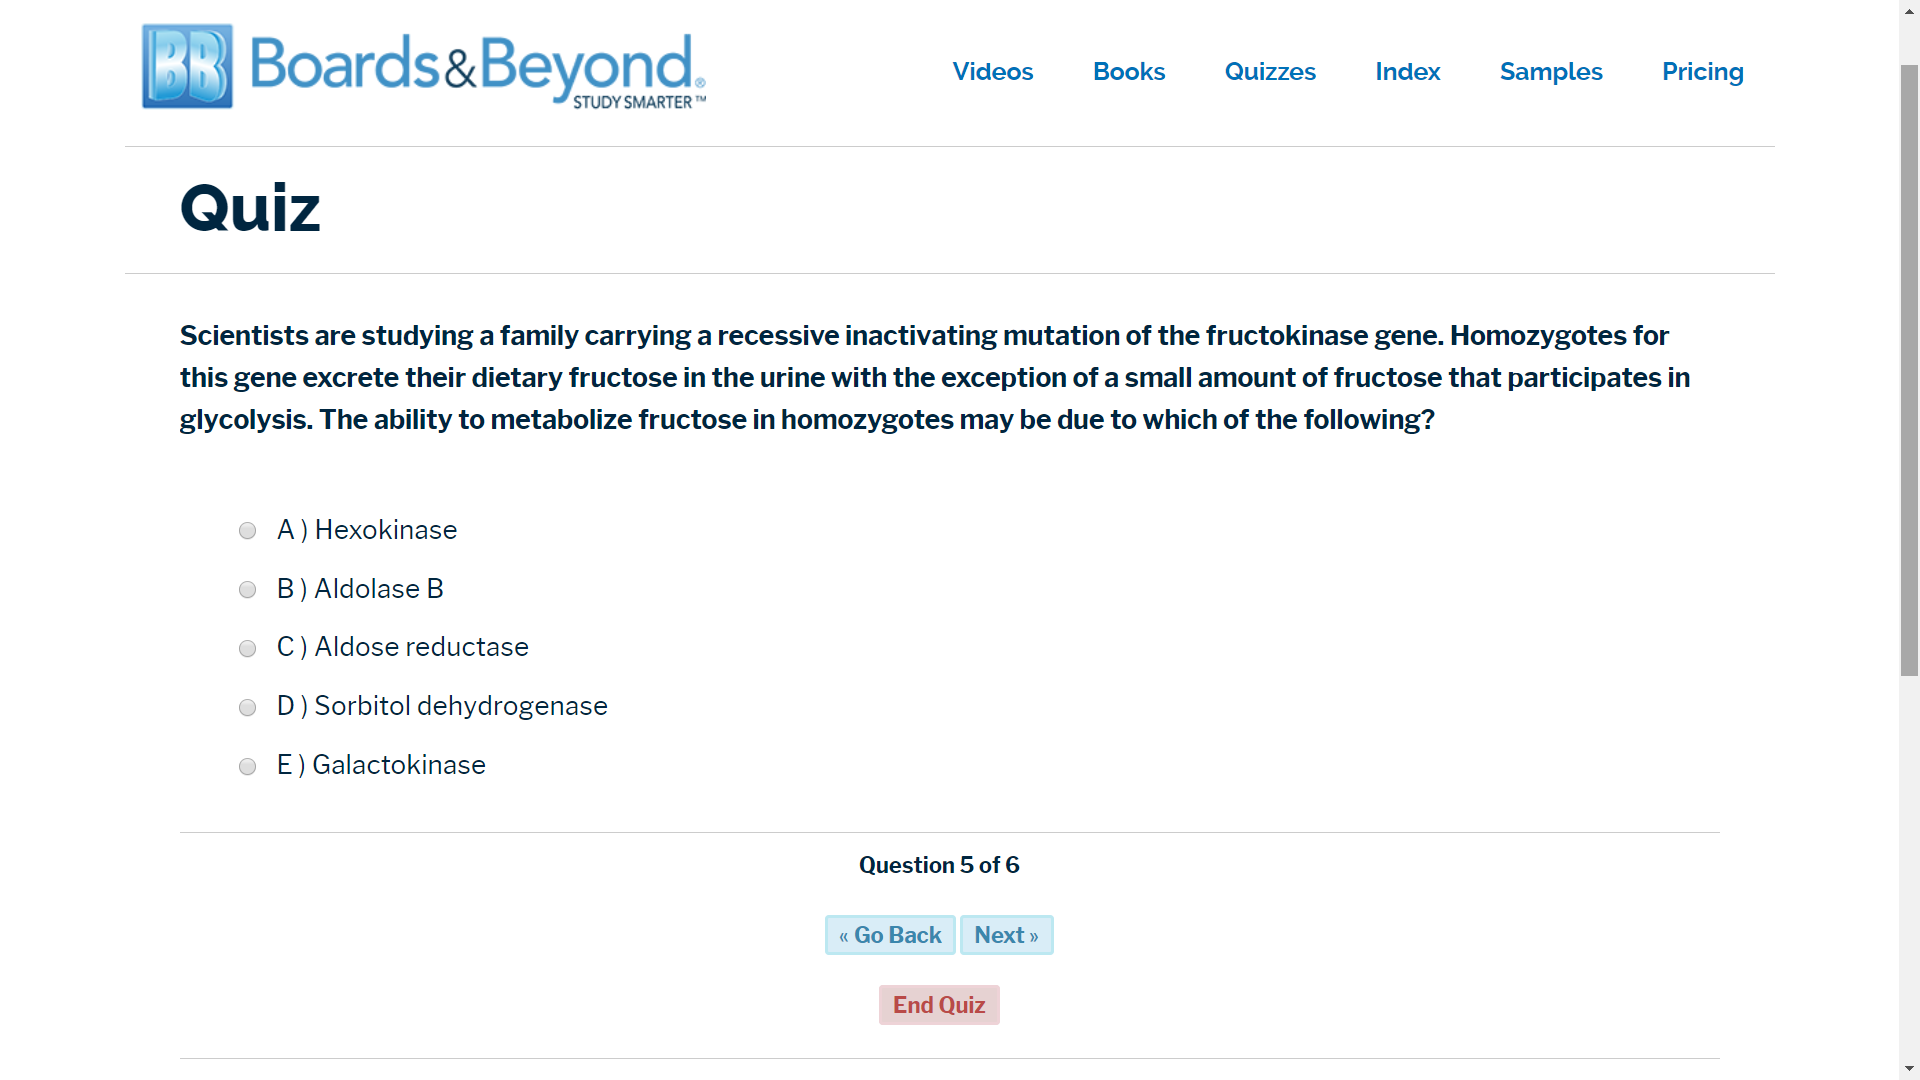 BB Boards&Beyond®
STUDY SMARTER™
Videos Books Quizzes Index Samples Pricing
Quiz
Scientists are studying a family carrying a recessive inactivating mutation of the fructokinase gene. Homozygotes for
this gene excrete their dietary fructose in the urine with the exception of a small amount of fructose that participates in
glycolysis. The ability to metabolize fructose in homozygotes may be due to which of the following?
A ) Hexokinase
B ) Aldolase B
C ) Aldose reductase
D ) Sorbitol dehydrogenase
E ) Galactokinase
Question 5 of 6
« Go Back Next »
End Quiz